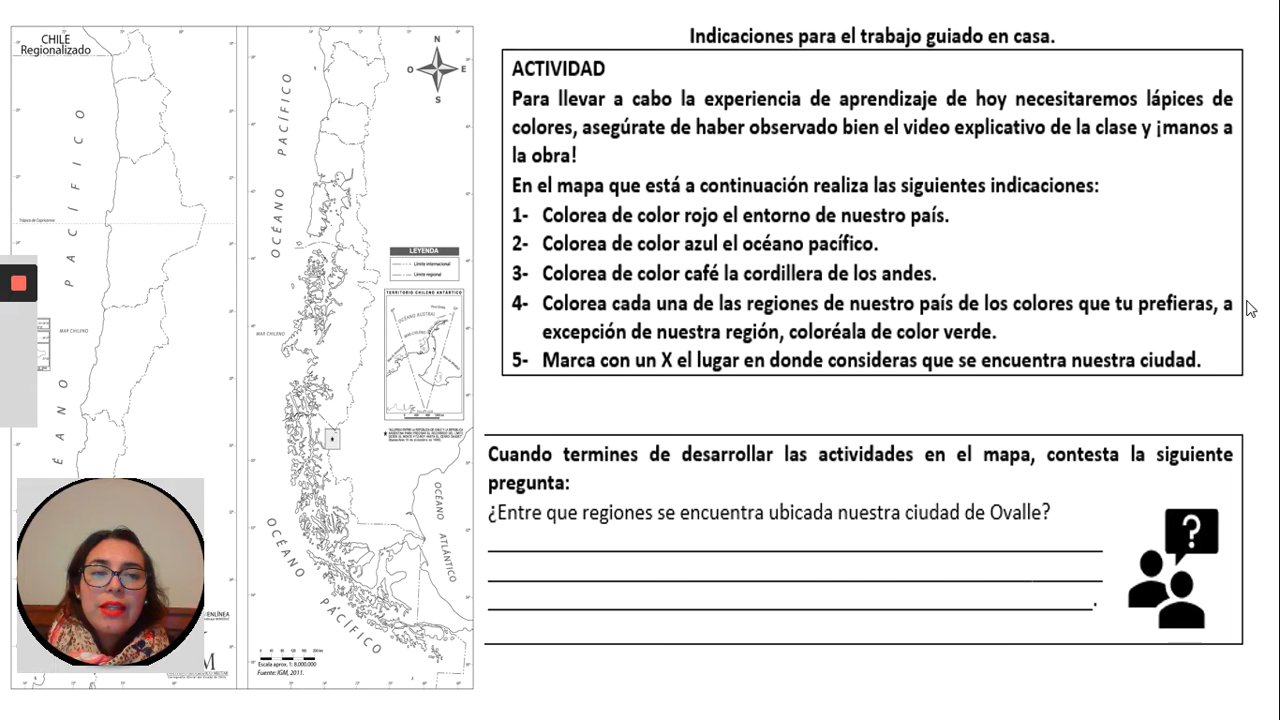 CHILE
Regionalizado
OCÉANO PACÍFICO
ÉANO PACÍFICO
Trópico de Capricornio
MAR CHILENO
MAR CHILENO
N
O
E
S
LEYENDA
Límite internacional
Límite regional
TERRITORIO CHILENO ANTÁRTICO
OCÉANO AUSTRAL
OCÉANO ATLÁNTICO
OCÉANO PACÍFICO
ENLÍNEA
M
Escala aprox. 1: 8.000.000
Fuente: IGM, 2011.
Indicaciones para el trabajo guiado en casa.
ACTIVIDAD
Para llevar a cabo la experiencia de aprendizaje de hoy necesitaremos lápices de
colores, asegúrate de haber observado bien el video explicativo de la clase y ¡manos a
la obra!
En el mapa que está a continuación realiza las siguientes indicaciones:
1- Colorea de color rojo el entorno de nuestro país.
2- Colorea de color azul el océano pacífico.
3- Colorea de color café la cordillera de los andes.
4- Colorea cada una de las regiones de nuestro país de los colores que tu prefieras, a
excepción de nuestra región, coloréala de color verde.
5- Marca con un X el lugar en donde consideras que se encuentra nuestra ciudad.
Cuando termines de desarrollar las actividades en el mapa, contesta la siguiente
pregunta:
¿Entre que regiones se encuentra ubicada nuestra ciudad de Ovalle?
?